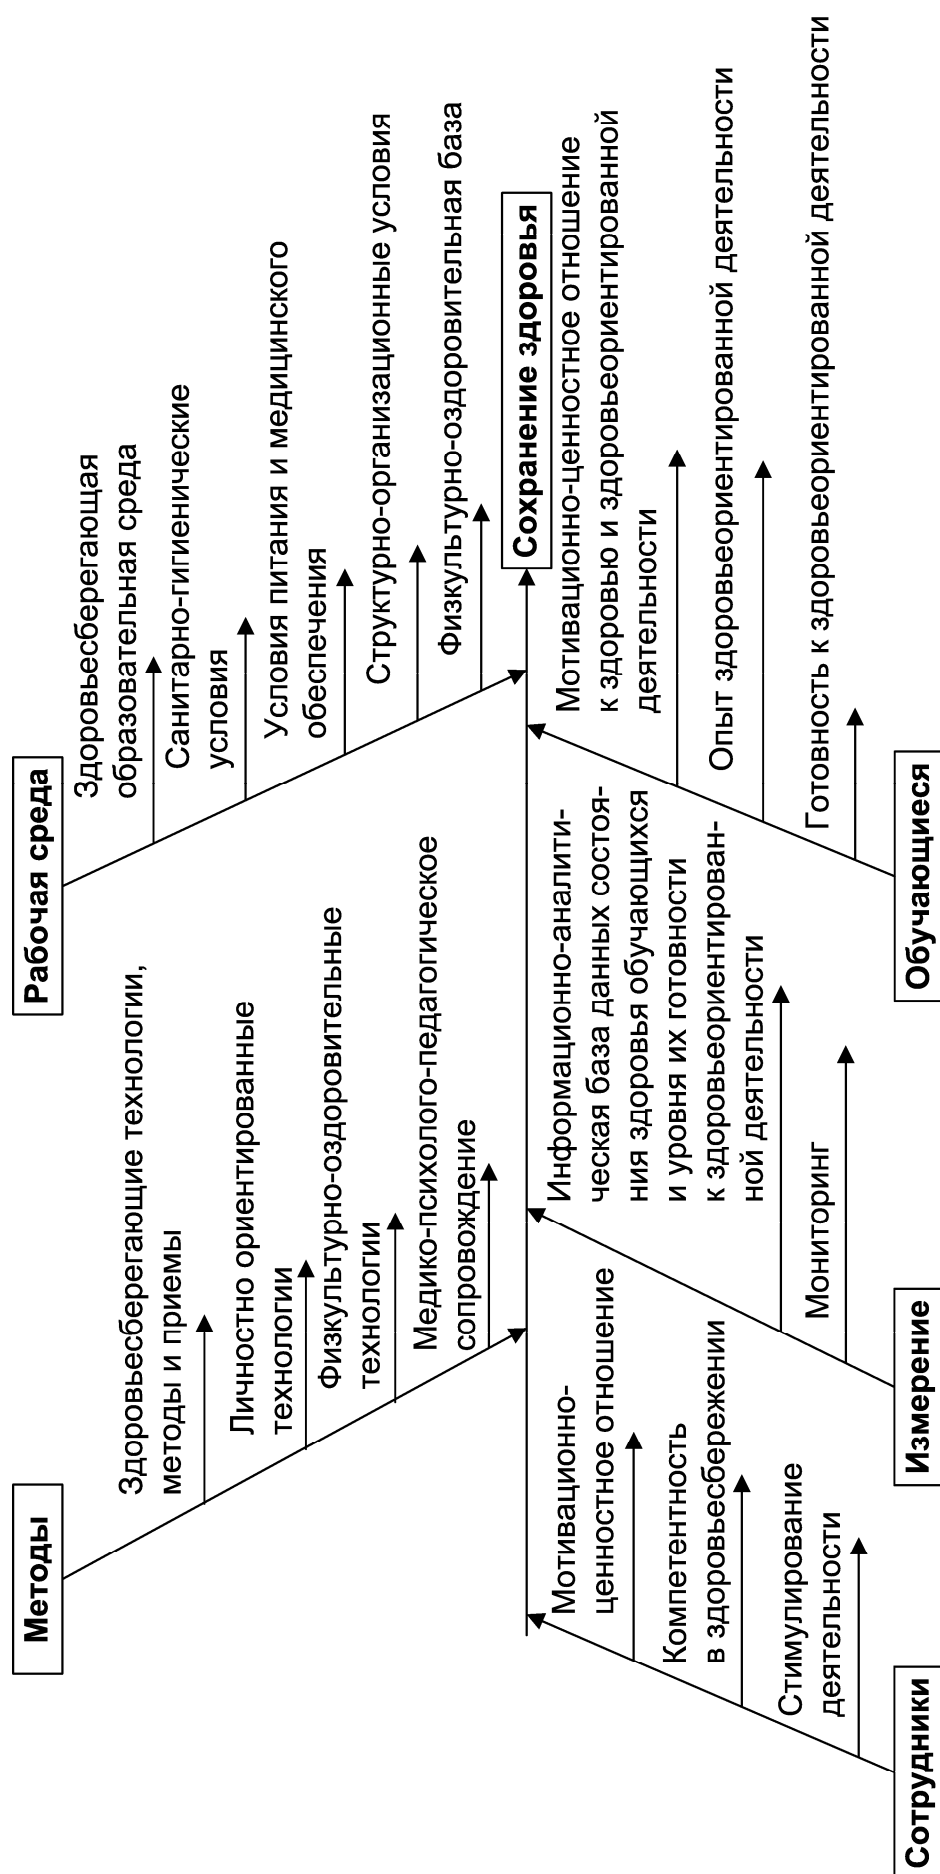 Методы
Здоровьесберегающие технологии,
методы и приемы
Личностно ориентированные
технологии
Физкультурно-оздоровительные
технологии
Медико-психолого-педагогическое
сопровождение
Рабочая среда
Здоровьесберегающая
образовательная среда
Санитарно-гигиенические
условия
Условия питания и медицинского
обеспечения
Структурно-организационные условия
Физкультурно-оздоровительная база
Сохранение здоровья
Мотивационно-
ценностное отношение
Компетентность
в здоровьесбережении
Стимулирование
деятельности
Сотрудники
Информационно-аналити-
ческая база данных состоя-
ния здоровья обучающихся
и уровня их готовности
к здоровьеориентирован-
ной деятельности
Мониторинг
Измерение
Мотивационно-ценностное отношение
к здоровью и здоровьеориентированной
деятельности
Опыт здоровьеориентированной деятельности
Готовность к здоровьеориентированной деятельности
Обучающиеся